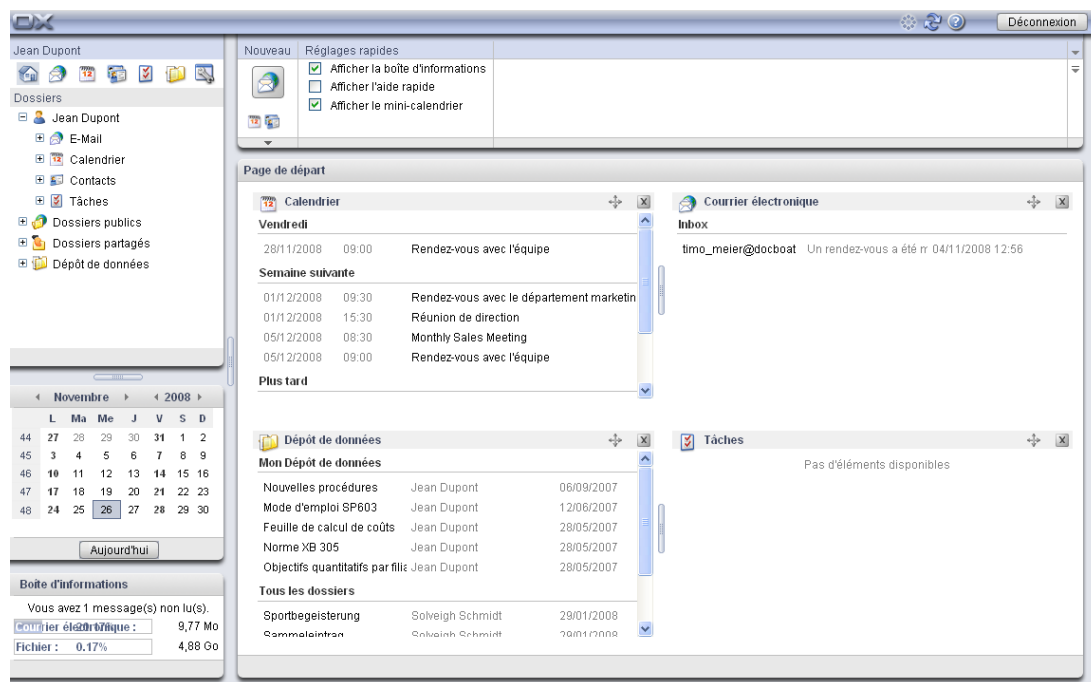 OX
Déconnexion
Jean Dupont
Dossiers
Jean Dupont
E-Mail
Calendrier
Contacts
Tâches
Dossiers publics
Dossiers partagés
Dépôt de données
Novembre 2008
L Ma Me J V S D
44 27 28 29 30 31 1 2
45 3 4 5 6 7 8 9
46 10 11 12 13 14 15 16
47 17 18 19 20 21 22 23
48 24 25 26 27 28 29 30
Aujourd'hui
Boite d'informations
Vous avez 1 message(s) non lu(s).
Courrier électronique : 9,77 Mo
Fichier : 0.17% 4,88 Go
Nouveau Réglages rapides
Afficher la boîte d'informations
Afficher l'aide rapide
Afficher le mini-calendrier
Page de départ
Calendrier
Vendredi
28/11/2008 09:00 Rendez-vous avec l'équipe
Semaine suivante
01/12/2008 09:30 Rendez-vous avec le département marketin
01/12/2008 15:30 Réunion de direction
05/12/2008 08:30 Monthly Sales Meeting
05/12/2008 09:00 Rendez-vous avec l'équipe
Plus tard
Courrier électronique
Inbox
timo_meier@docboat Un rendez-vous a été 04/11/2008 12:56
Dépôt de données
Mon Dépôt de données
Nouvelles procédures Jean Dupont 06/09/2007
Mode d'emploi SP603 Jean Dupont 12/06/2007
Feuille de calcul de coûts Jean Dupont 28/05/2007
Norme XB 305 Jean Dupont 28/05/2007
Objectifs quantitatifs par filia Jean Dupont 28/05/2007
Tous les dossiers
Sportbegeisterung Solveigh Schmidt 29/01/2008
Sammeleintrag Solveigh Schmidt 29/01/2008
Tâches
Pas d'éléments disponibles